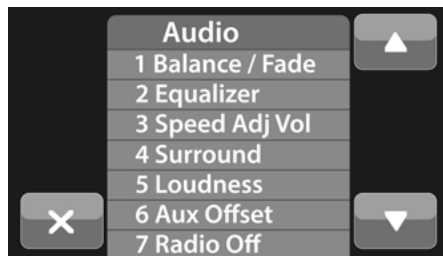 Audio
1 Balance / Fade
2 Equalizer
3 Speed Adj Vol
4 Surround
5 Loudness
6 Aux Offset
7 Radio Off